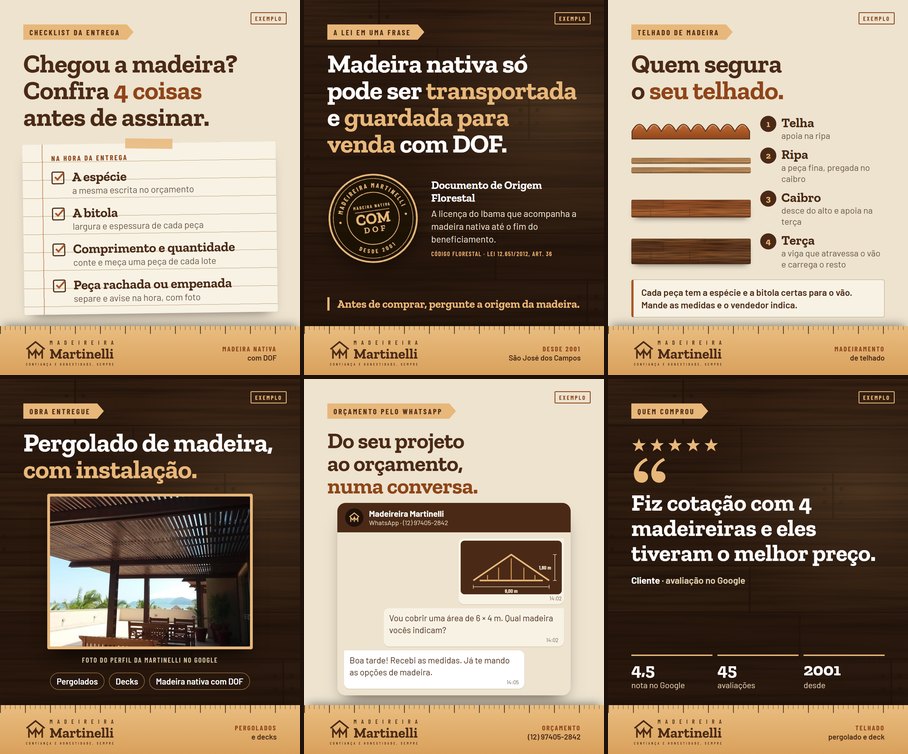 EXEMPLO
CHECKLIST DA ENTREGA
Chegou a madeira?
Confira 4 coisas
antes de assinar.
NA HORA DA ENTREGA
A espécie
a mesma escrita no orçamento
A bitola
largura e espessura de cada peça
Comprimento e quantidade
conte e meça uma peça de cada lote
Peça rachada ou empenada
separe e avise na hora, com foto
MADEIREIRA
Martinelli
CONFIANÇA E HONESTIDADE, SEMPRE
MADEIRA NATIVA
com DOF
EXEMPLO
A LEI EM UMA FRASE
Madeira nativa só
pode ser transportada
e guardada para
venda com DOF.
MADEIREIRA MARTINELLI
MADEIRA NATIVA
COM
DOF
DESDE 2001
Documento de Origem
Florestal
A licença do Ibama que acompanha a
madeira nativa até o fim do
beneficiamento.
CÓDIGO FLORESTAL · LEI 12.651/2012, ART. 36
Antes de comprar, pergunte a origem da madeira.
MADEIREIRA
Martinelli
CONFIANÇA E HONESTIDADE, SEMPRE
DESDE 2001
São José dos Campos
EXEMPLO
TELHADO DE MADEIRA
Quem segura
o seu telhado.
1 Telha
apoia na ripa
2 Ripa
a peça fina, pregada no
caibro
3 Caibro
desce do alto e apoia na
terça
4 Terça
a viga que atravessa o vão
e carrega o resto
Cada peça tem a espécie e a bitola certas para o vão.
Mande as medidas e o vendedor indica.
MADEIREIRA
Martinelli
CONFIANÇA E HONESTIDADE, SEMPRE
MADEIRAMENTO
de telhado
EXEMPLO
OBRA ENTREGUE
Pergolado de madeira,
com instalação.
FOTO DO PERFIL DA MARTINELLI NO GOOGLE
Pergolados
Decks
Madeira nativa com DOF
MADEIREIRA
Martinelli
CONFIANÇA E HONESTIDADE, SEMPRE
PERGOLADOS
e decks
EXEMPLO
ORÇAMENTO PELO WHATSAPP
Do seu projeto
ao orçamento,
numa conversa.
Madeireira Martinelli
WhatsApp · (12) 97405-2842
1,80 m
6,00 m
14:02
Vou cobrir uma área de 6 × 4 m. Qual madeira
vocês indicam?
14:02
Boa tarde! Recebi as medidas. Já te mando
as opções de madeira.
14:05
MADEIREIRA
Martinelli
CONFIANÇA E HONESTIDADE, SEMPRE
ORÇAMENTO
(12) 97405-2842
EXEMPLO
QUEM COMPROU
“
Fiz cotação com 4
madeireiras e eles
tiveram o melhor preço.
Cliente · avaliação no Google
4,5
nota no Google
45
avaliações
2001
desde
MADEIREIRA
Martinelli
CONFIANÇA E HONESTIDADE, SEMPRE
TELHADO
pergolado e deck